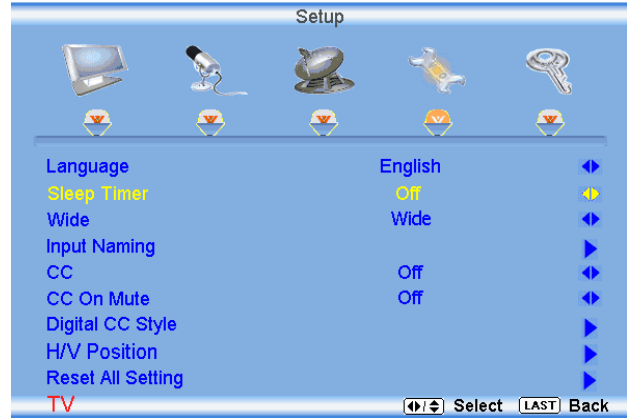 Setup
Language English
Sleep Timer Off
Wide Wide
Input Naming
CC Off
CC On Mute Off
Digital CC Style
H/V Position
Reset All Setting
TV Select LAST Back